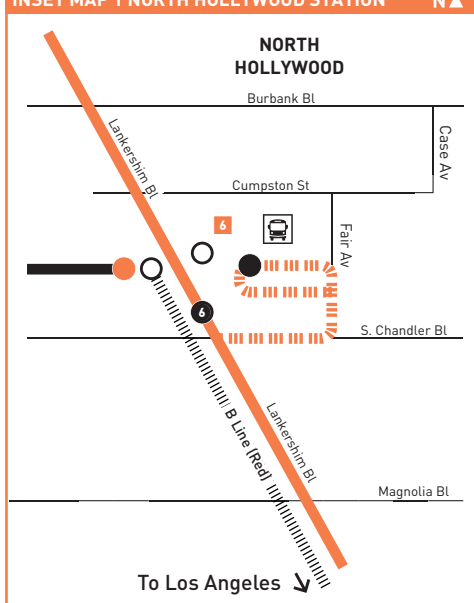 INSET MAP 1 NORTH HOLLYWOOD STATION
N
NORTH
HOLLYWOOD
Burbank Bl
Case Av
Lankershim Bl
Cumpston St
6
Fair Av
6
S. Chandler Bl
B Line (Red)
Lankershim Bl
Magnolia Bl
To Los Angeles